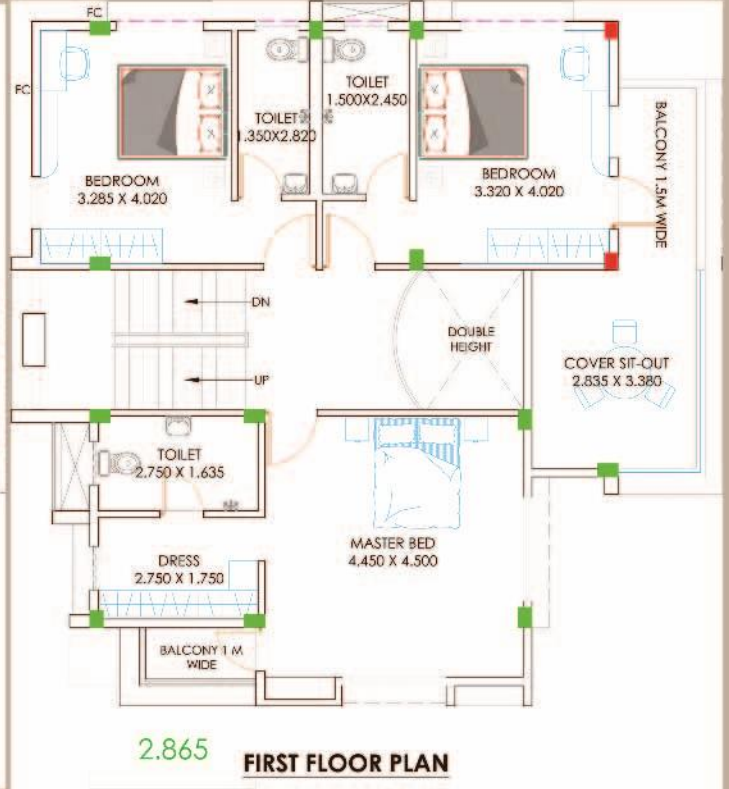 FC
FC
TOILET
1.500X2.450
TOILET
1.350X2.820
BEDROOM
3.285 X 4.020
BEDROOM
3.320 X 4.020
BALCONY 1.5M WIDE
DN
UP
DOUBLE
HEIGHT
COVER SIT-OUT
2.835 X 3.380
TOILET
2.750 X 1.635
MASTER BED
4.450 X 4.500
DRESS
2.750 X 1.750
BALCONY 1 M
WIDE
2.865
FIRST FLOOR PLAN